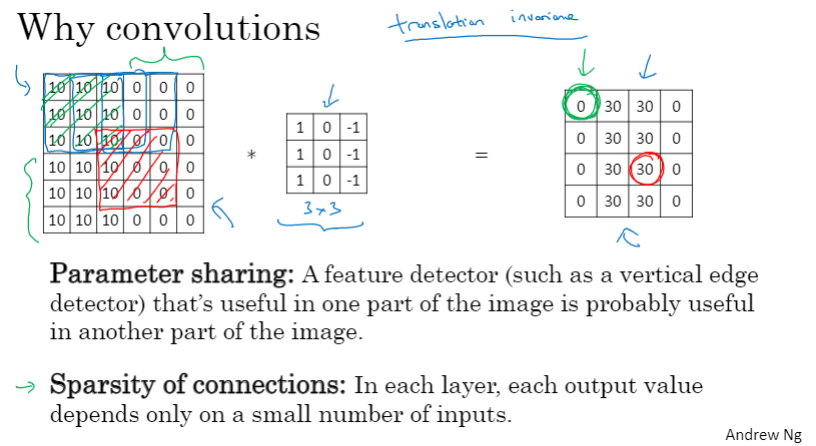 Why convolutions
translation invariance
10 10 10 0 0 0
10 10 10 0 0 0
10 10 10 0 0 0
10 10 10 0 0 0
10 10 10 0 0 0
10 10 10 0 0 0
*
1 0 -1
1 0 -1
1 0 -1
3×3
=
0 30 30 0
0 30 30 0
0 30 30 0
0 30 30 0
Parameter sharing: A feature detector (such as a vertical edge
detector) that's useful in one part of the image is probably useful
in another part of the image.
→ Sparsity of connections: In each layer, each output value
depends only on a small number of inputs.
Andrew Ng